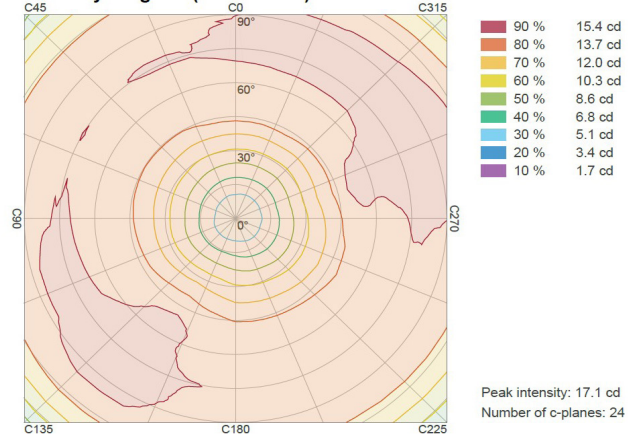 C45 C0 C315
90°
60°
30°
0°
C90
C270
C135 C180 C225
90 % 15.4 cd
80 % 13.7 cd
70 % 12.0 cd
60 % 10.3 cd
50 % 8.6 cd
40 % 6.8 cd
30 % 5.1 cd
20 % 3.4 cd
10 % 1.7 cd
Peak intensity: 17.1 cd
Number of c-planes: 24